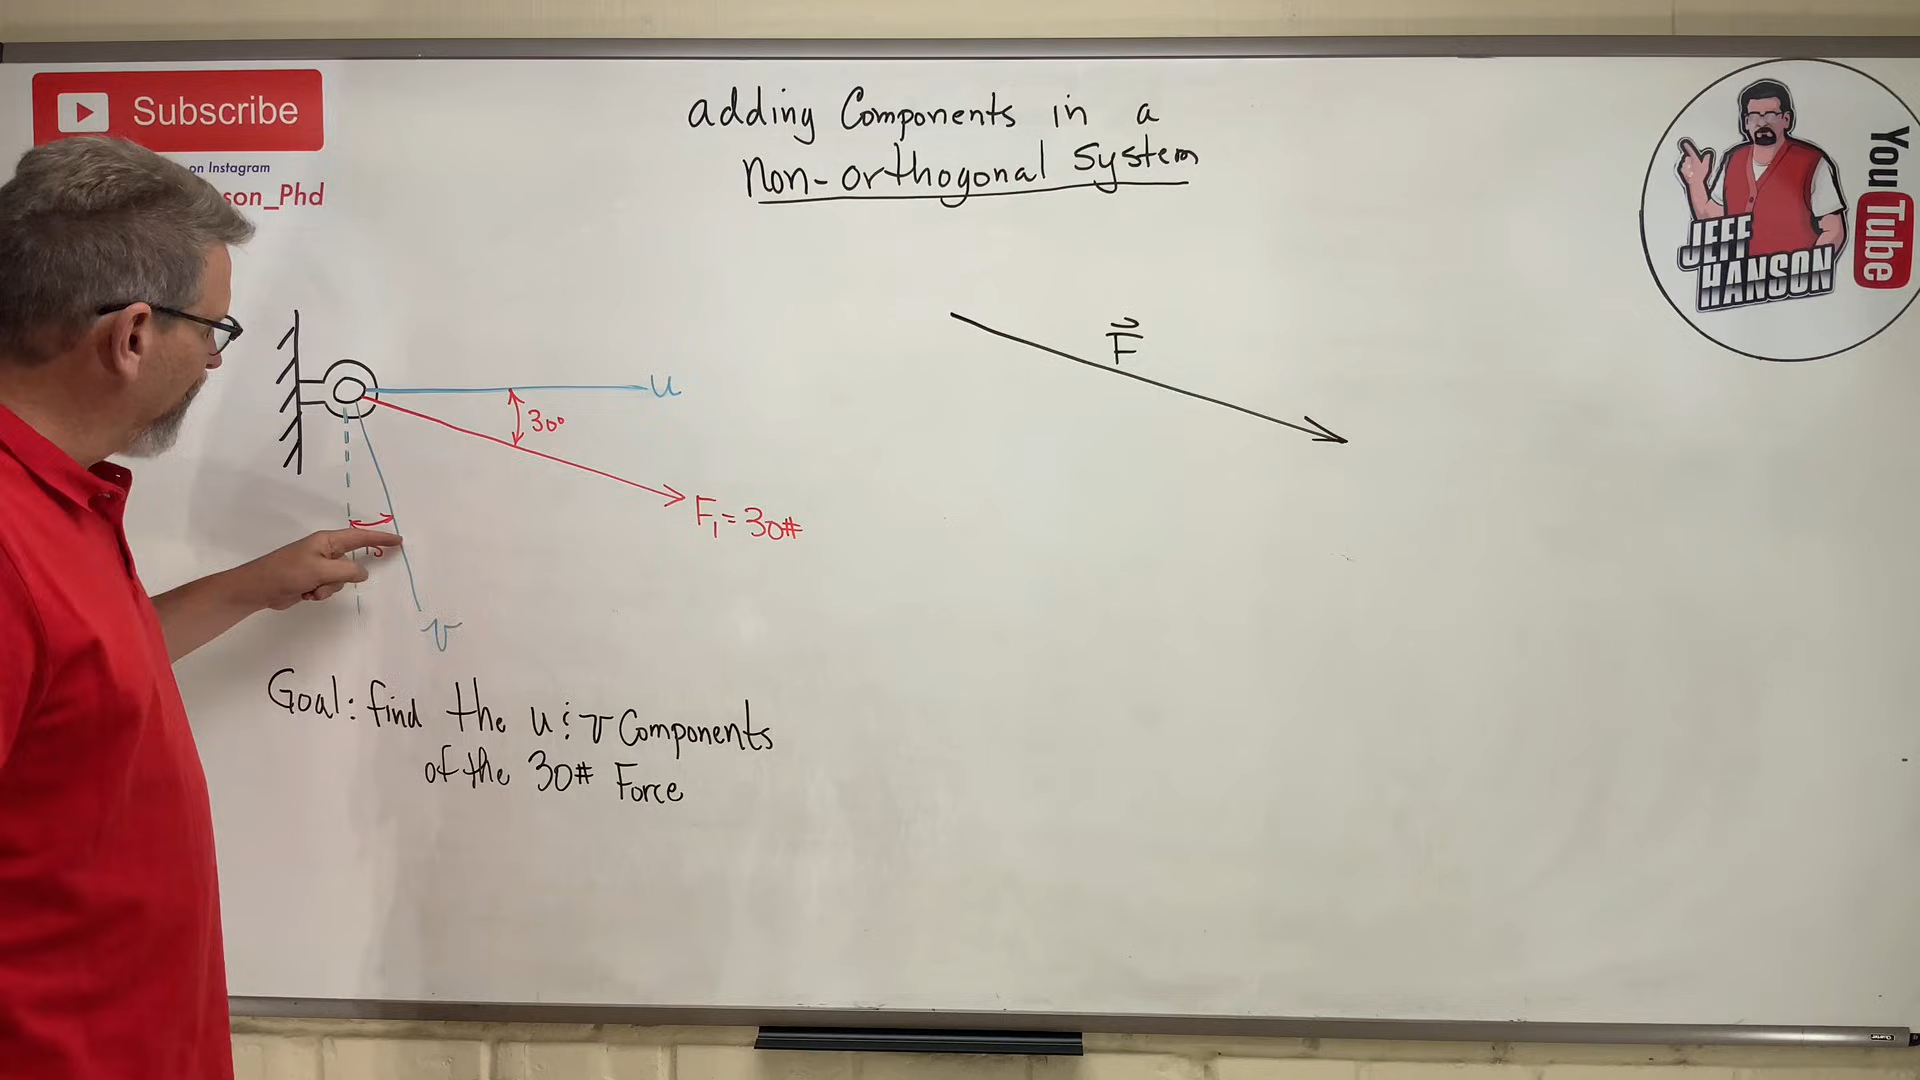 Subscribe
on Instagram
son_Phd
adding Components in a
Non-orthogonal System
YouTube
JEFF
HANSON
F
u
30°
F₁=30#
v
Goal: find the u & v Components
of the 30# Force